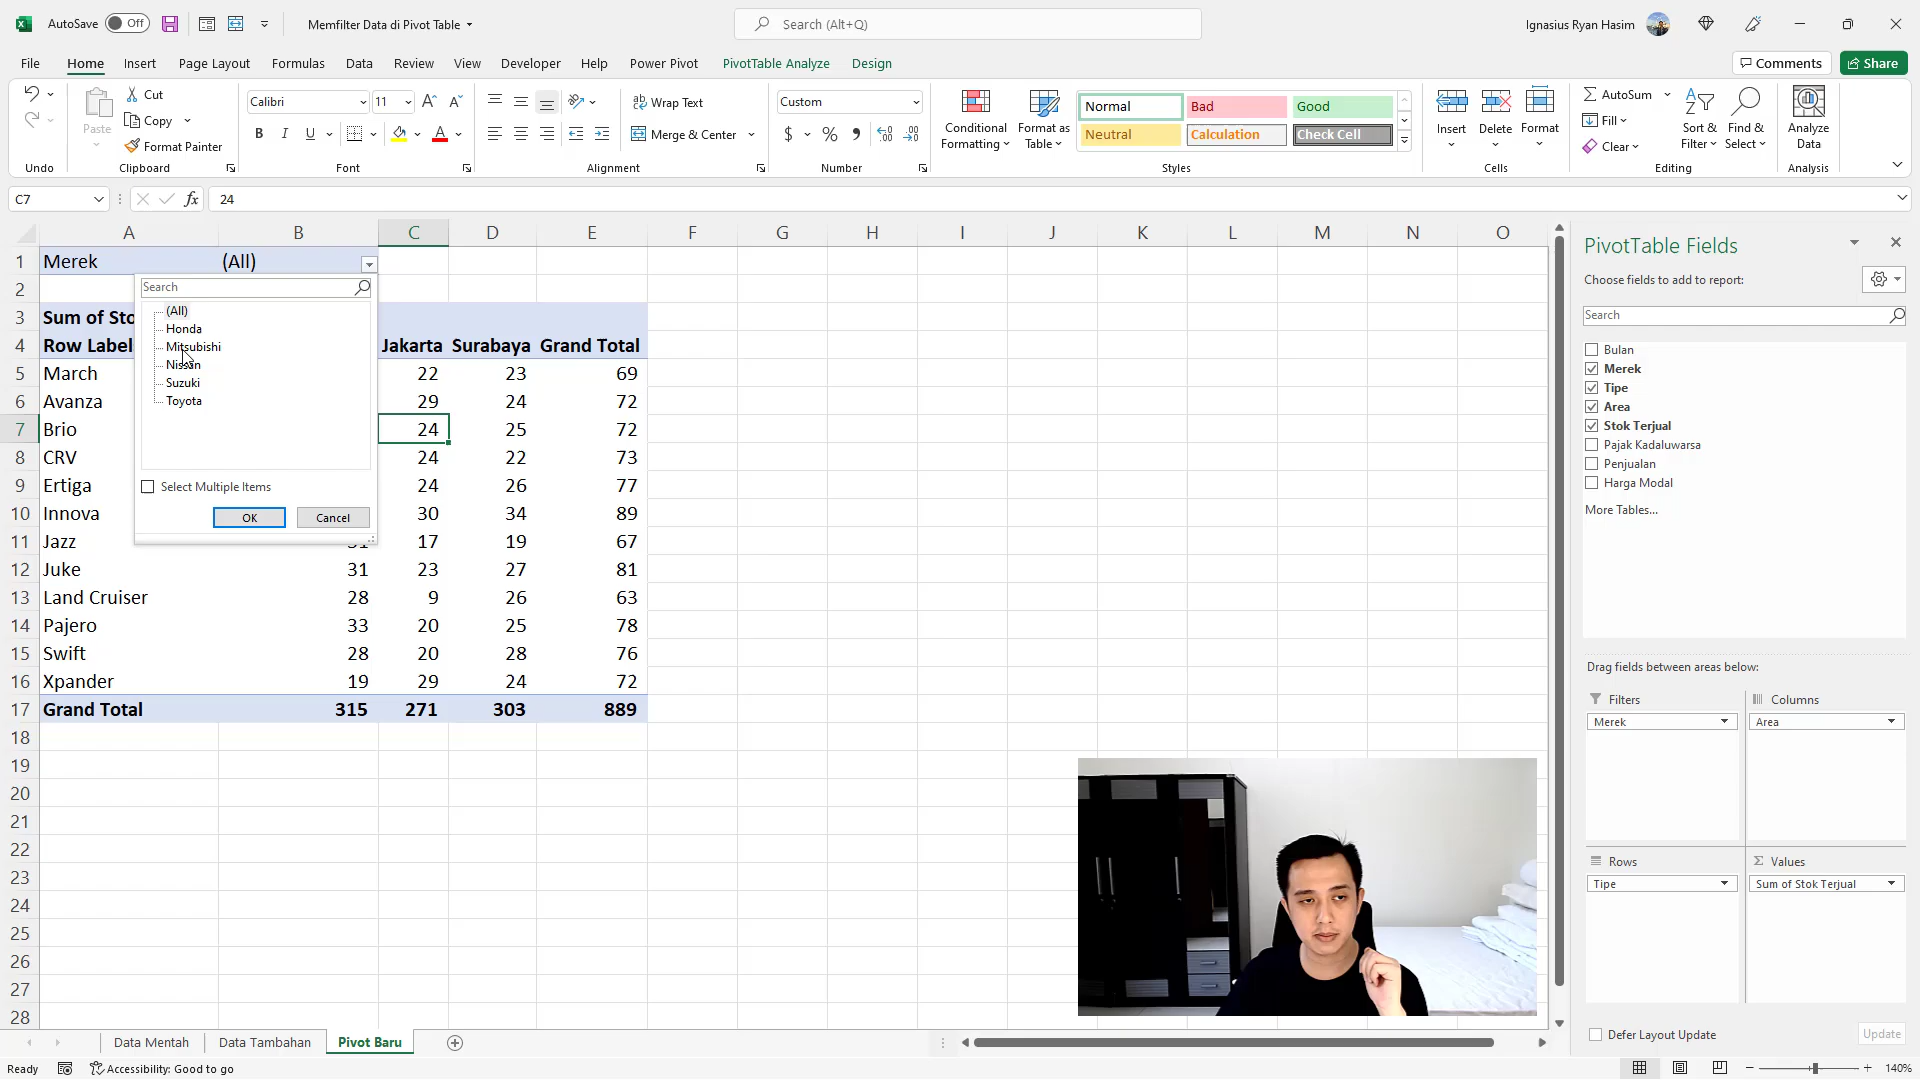 AutoSave Off Memfilter Data di Pivot Table Search (Alt+Q) Ignasius Ryan Hasim
File Home Insert Page Layout Formulas Data Review View Developer Help Power Pivot PivotTable Analyze Design Comments Share
Cut
Copy
Format Painter
Paste
Undo
Clipboard
Calibri 11
B I U A
Font
Wrap Text
Merge & Center
Alignment
Custom
$ % ,
Number
Conditional Formatting
Format as Table
Normal Bad Good
Neutral Calculation Check Cell
Styles
Insert Delete Format
Cells
AutoSum
Fill
Clear
Sort & Filter
Find & Select
Editing
Analyze Data
Analysis
C7 fx 24
A B C D E F G H I J K L M N O
1 Merek (All)
2
3 Sum of Sto
4 Row Label Jakarta Surabaya Grand Total
5 March 22 23 69
6 Avanza 29 24 72
7 Brio 24 25 72
8 CRV 24 22 73
9 Ertiga 24 26 77
10 Innova 30 34 89
11 Jazz 31 17 19 67
12 Juke 31 23 27 81
13 Land Cruiser 28 9 26 63
14 Pajero 33 20 25 78
15 Swift 28 20 28 76
16 Xpander 19 29 24 72
17 Grand Total 315 271 303 889
18
19
20
21
22
23
24
25
26
27
28
Search
(All)
Honda
Mitsubishi
Nissan
Suzuki
Toyota
Select Multiple Items
OK Cancel
PivotTable Fields
Choose fields to add to report:
Search
Bulan
Merek
Tipe
Area
Stok Terjual
Pajak Kadaluwarsa
Penjualan
Harga Modal
More Tables...
Drag fields between areas below:
Filters Columns
Merek Area
Rows Values
Tipe Sum of Stok Terjual
Defer Layout Update Update
Data Mentah Data Tambahan Pivot Baru
Ready Accessibility: Good to go 140%